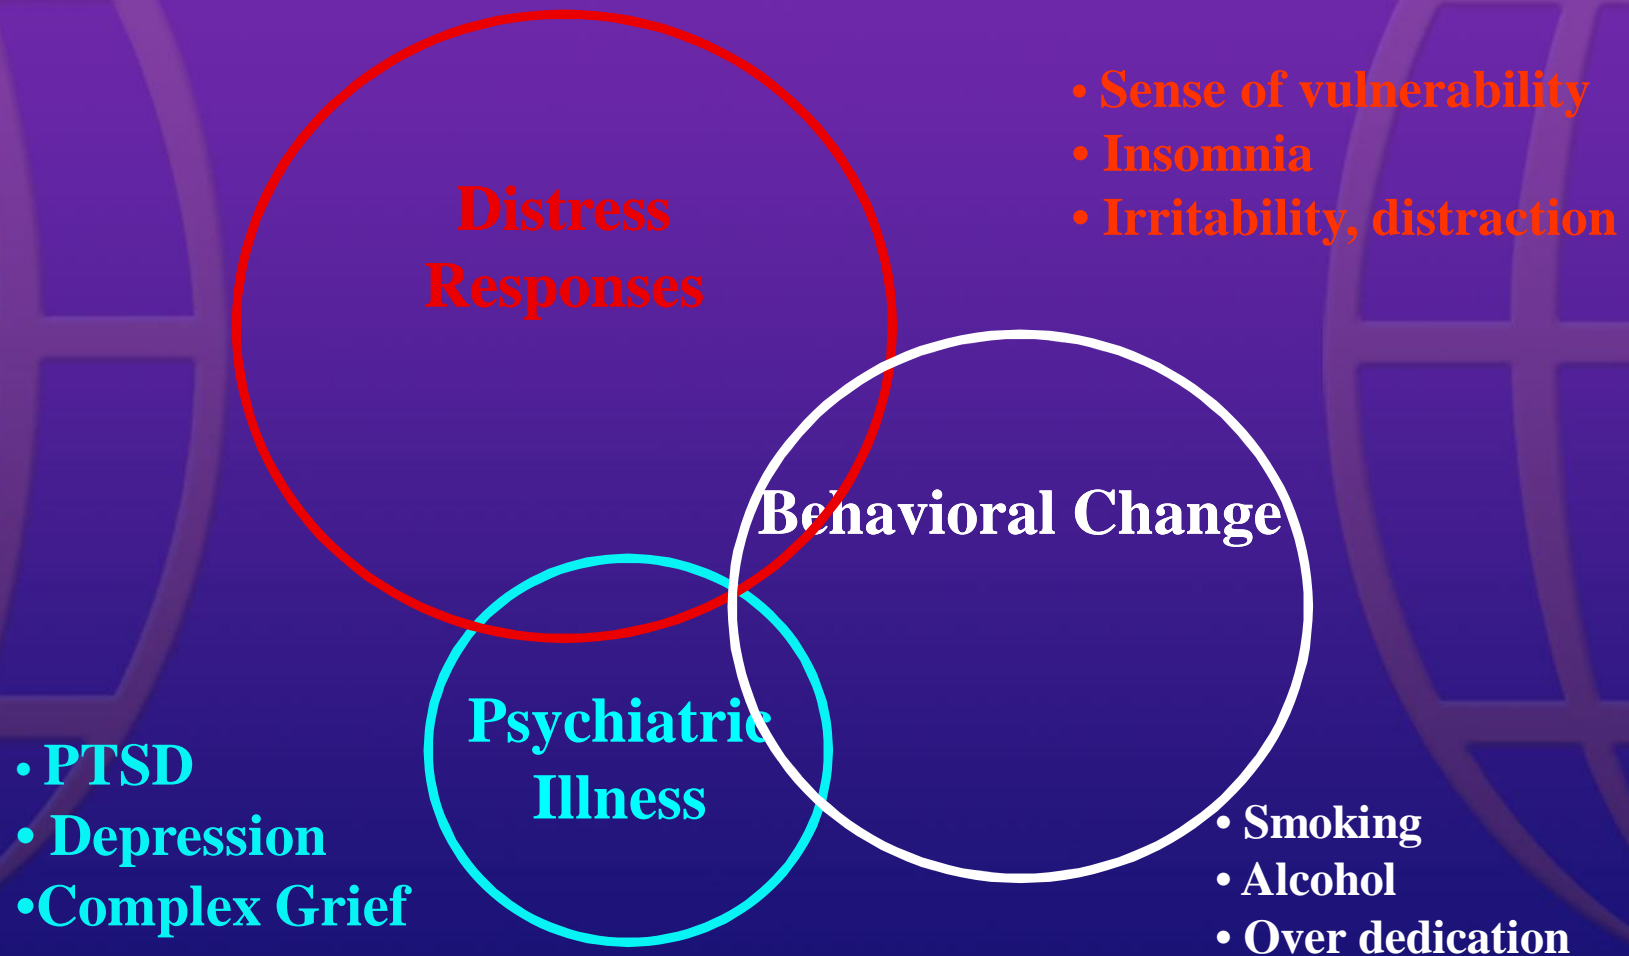 • Sense of vulnerability
• Insomnia
• Irritability, distraction
Distress
Responses
Behavioral Change
Psychiatric
Illness
• PTSD
• Depression
•Complex Grief
• Smoking
• Alcohol
• Over dedication